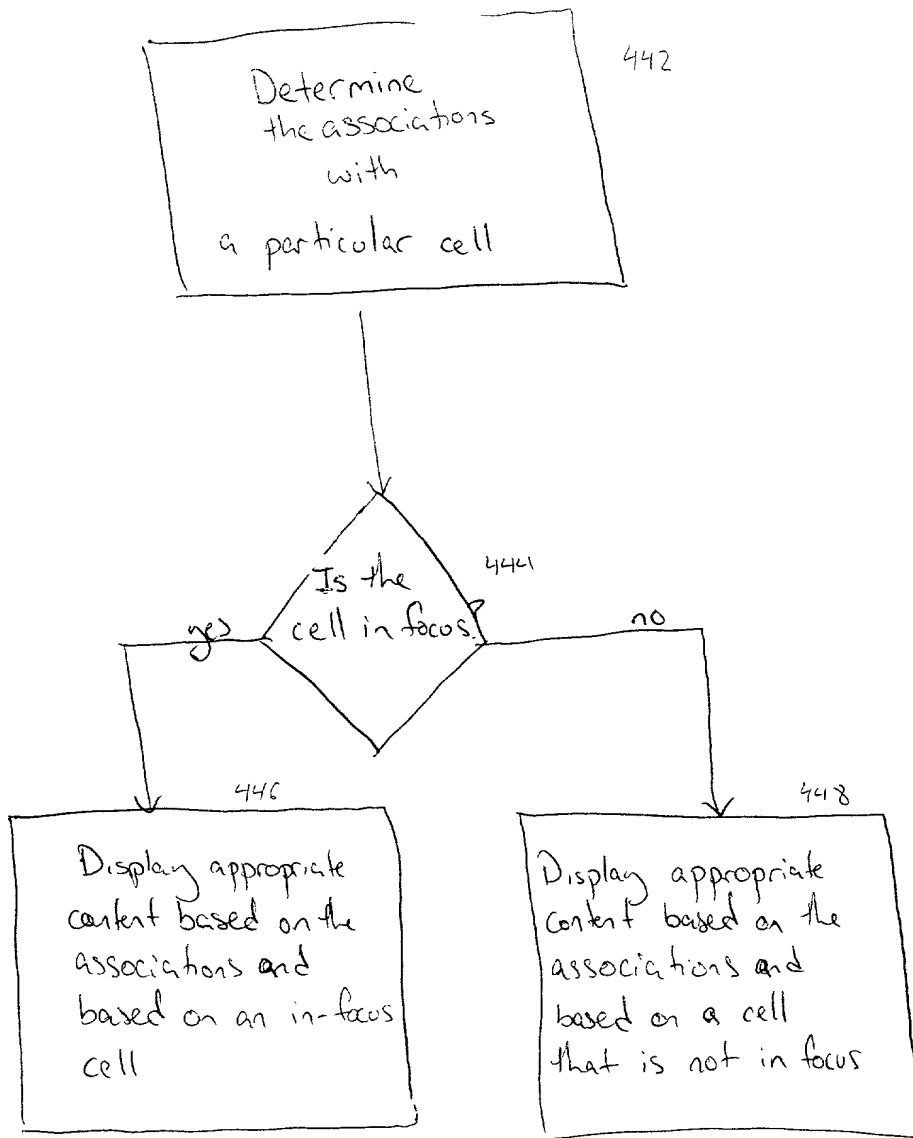 442
Determine
the associations
with
a particular cell
444
Is the
cell in focus?
yes
no
446
448
Display appropriate
content based on the
associations and
based on an in-focus
cell
Display appropriate
content based on the
associations and
based on a cell
that is not in focus